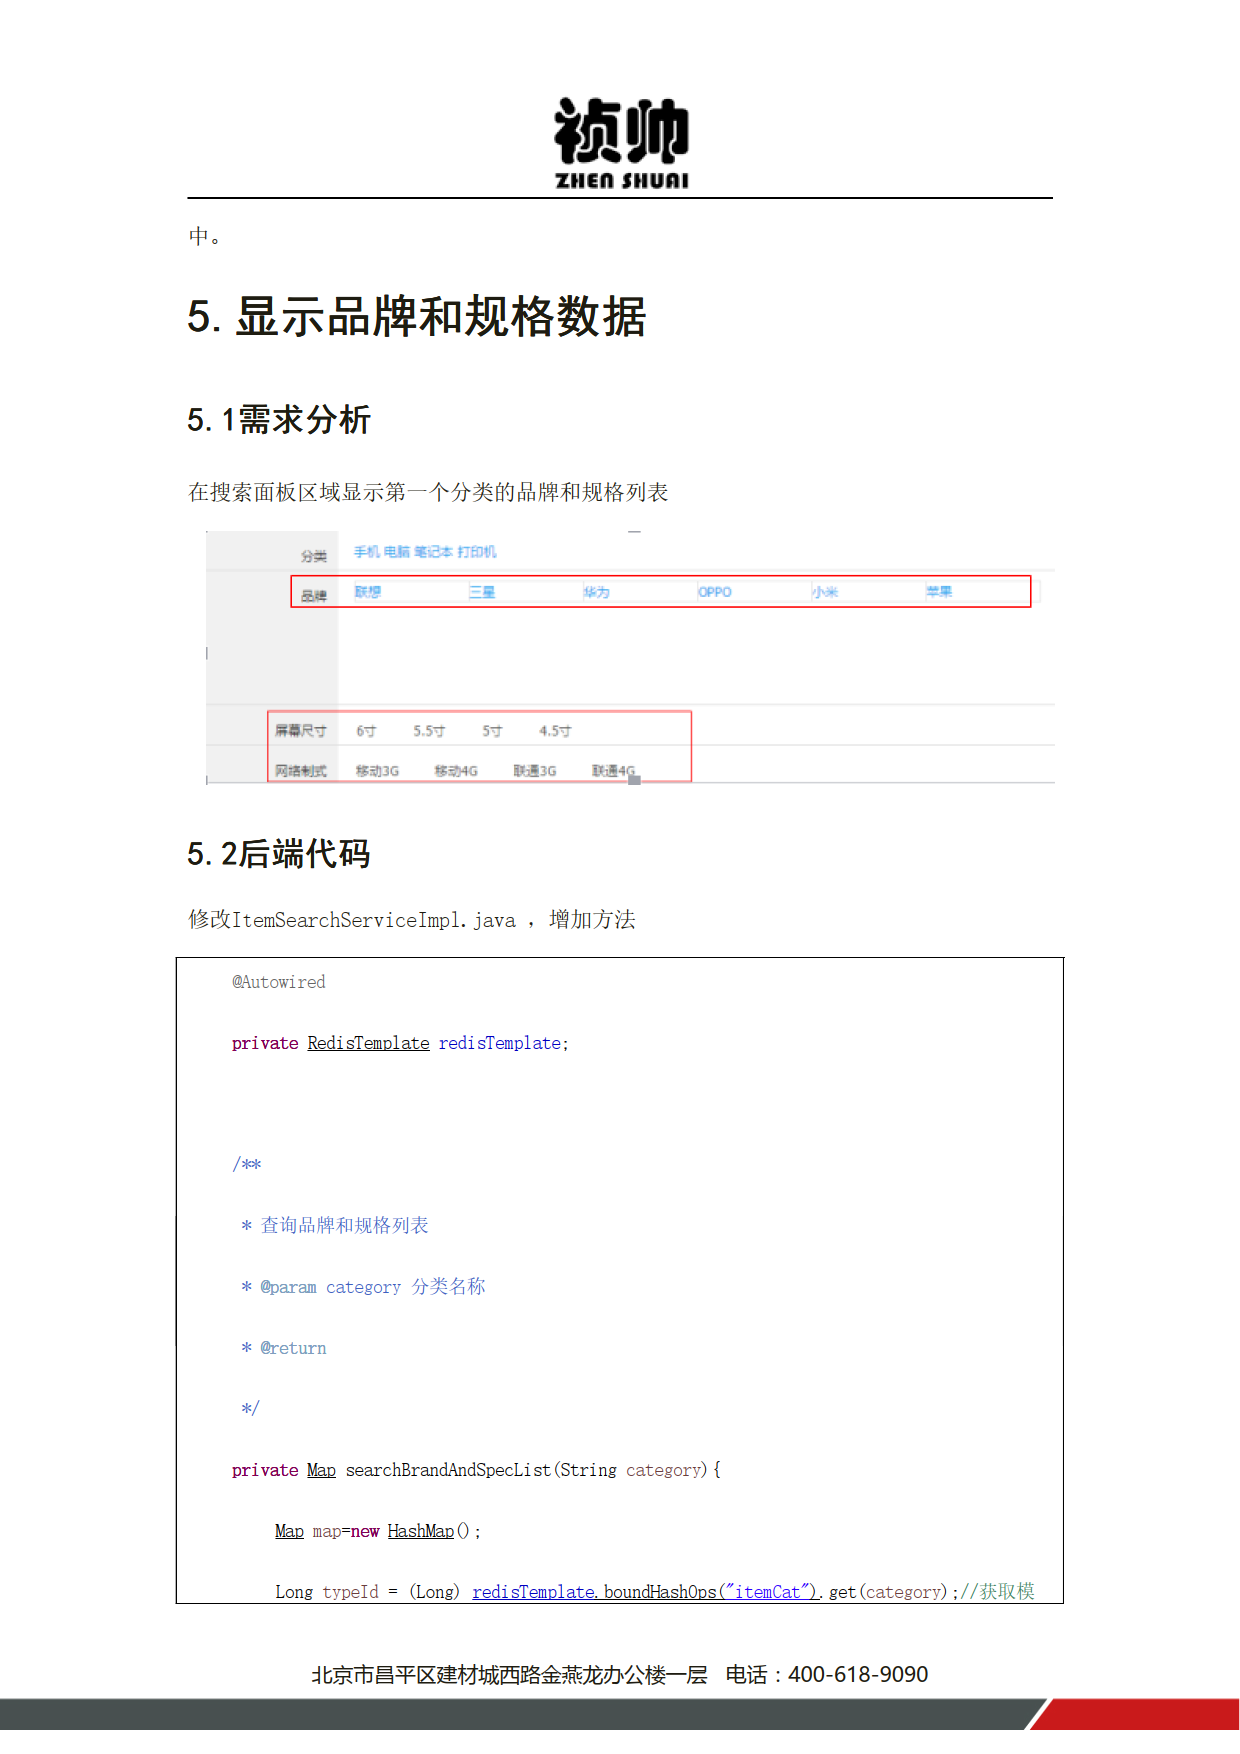 祯帅
ZHEN SHUAI
中。
5.显示品牌和规格数据
5.1需求分析
在搜索面板区域显示第一个分类的品牌和规格列表
分类 手机 电脑 笔记本 打印机
品牌 联想 三星 华为 OPPO 小米 苹果
屏幕尺寸 6寸 5.5寸 5寸 4.5寸
网络制式 移动3G 移动4G 联通3G 联通4G
5.2后端代码
修改ItemSearchServiceImpl.java ，增加方法
@Autowired
private RedisTemplate redisTemplate;
/**
* 查询品牌和规格列表
* @param category 分类名称
* @return
*/
private Map searchBrandAndSpecList(String category){
Map map=new HashMap();
Long typeId = (Long) redisTemplate.boundHashOps("itemCat").get(category);//获取模
北京市昌平区建材城西路金燕龙办公楼一层 电话：400-618-9090